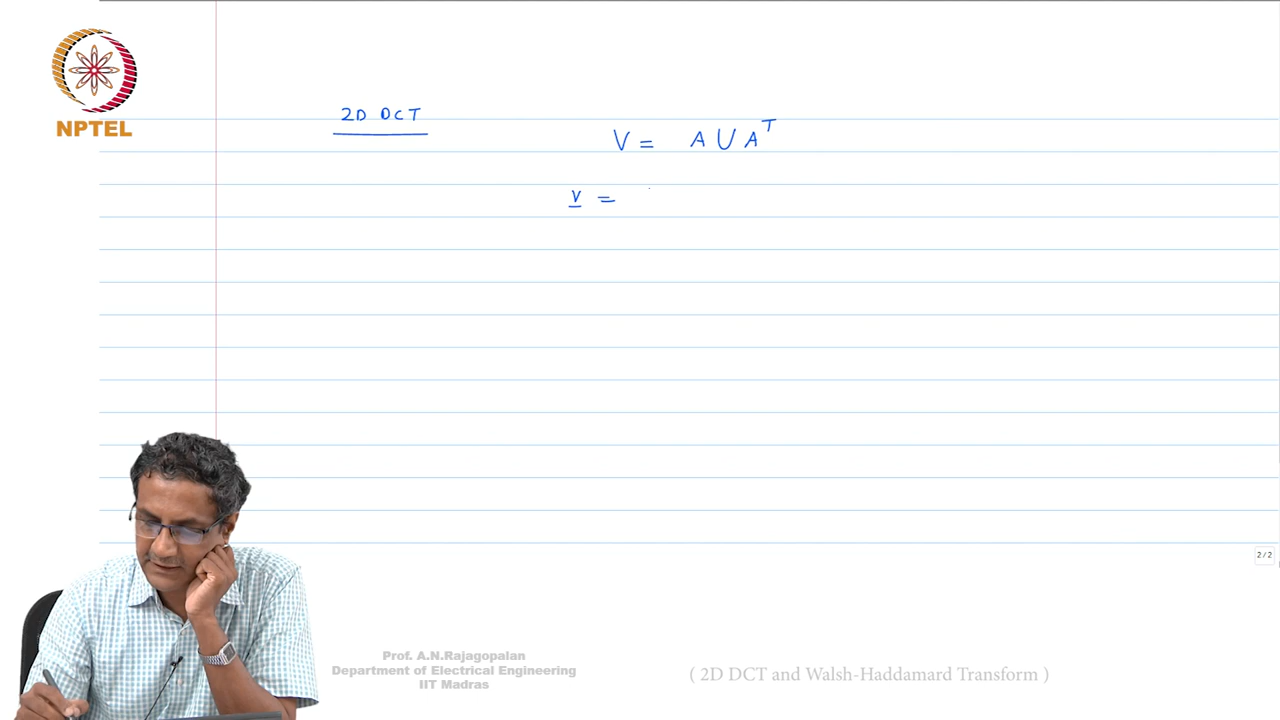 NPTEL
2D DCT
V = A U Aᵀ
v =
2/2
Prof. A.N.Rajagopalan
Department of Electrical Engineering
IIT Madras
( 2D DCT and Walsh-Haddamard Transform )